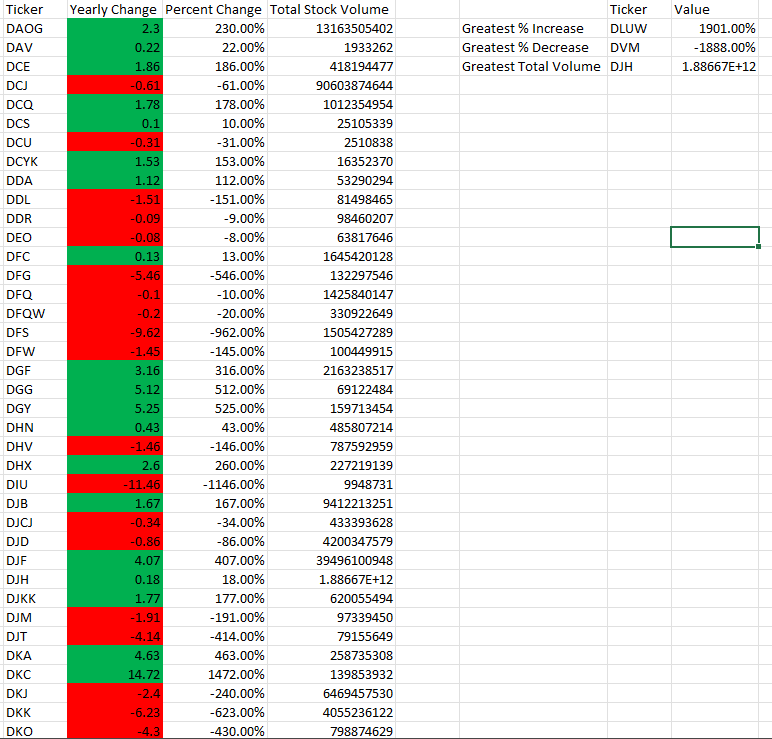 Ticker Yearly Change Percent Change Total Stock Volume Ticker Value
DAOG 2.3 230.00% 13163505402 Greatest % Increase DLUW 1901.00%
DAV 0.22 22.00% 1933262 Greatest % Decrease DVM -1888.00%
DCE 1.86 186.00% 418194477 Greatest Total Volume DJH 1.88667E+12
DCJ -0.61 -61.00% 90603874644
DCQ 1.78 178.00% 1012354954
DCS 0.1 10.00% 25105339
DCU -0.31 -31.00% 2510838
DCYK 1.53 153.00% 16352370
DDA 1.12 112.00% 53290294
DDL -1.51 -151.00% 81498465
DDR -0.09 -9.00% 98460207
DEO -0.08 -8.00% 63817646
DFC 0.13 13.00% 1645420128
DFG -5.46 -546.00% 132297546
DFQ -0.1 -10.00% 1425840147
DFQW -0.2 -20.00% 330922649
DFS -9.62 -962.00% 1505427289
DFW -1.45 -145.00% 100449915
DGF 3.16 316.00% 2163238517
DGG 5.12 512.00% 69122484
DGY 5.25 525.00% 159713454
DHN 0.43 43.00% 485807214
DHV -1.46 -146.00% 787592959
DHX 2.6 260.00% 227219139
DIU -11.46 -1146.00% 9948731
DJB 1.67 167.00% 9412213251
DJCJ -0.34 -34.00% 433393628
DJD -0.86 -86.00% 4200347579
DJF 4.07 407.00% 39496100948
DJH 0.18 18.00% 1.88667E+12
DJKK 1.77 177.00% 620055494
DJM -1.91 -191.00% 97339450
DJT -4.14 -414.00% 79155649
DKA 4.63 463.00% 258735308
DKC 14.72 1472.00% 139853932
DKJ -2.4 -240.00% 6469457530
DKK -6.23 -623.00% 4055236122
DKO -4.3 -430.00% 798874629